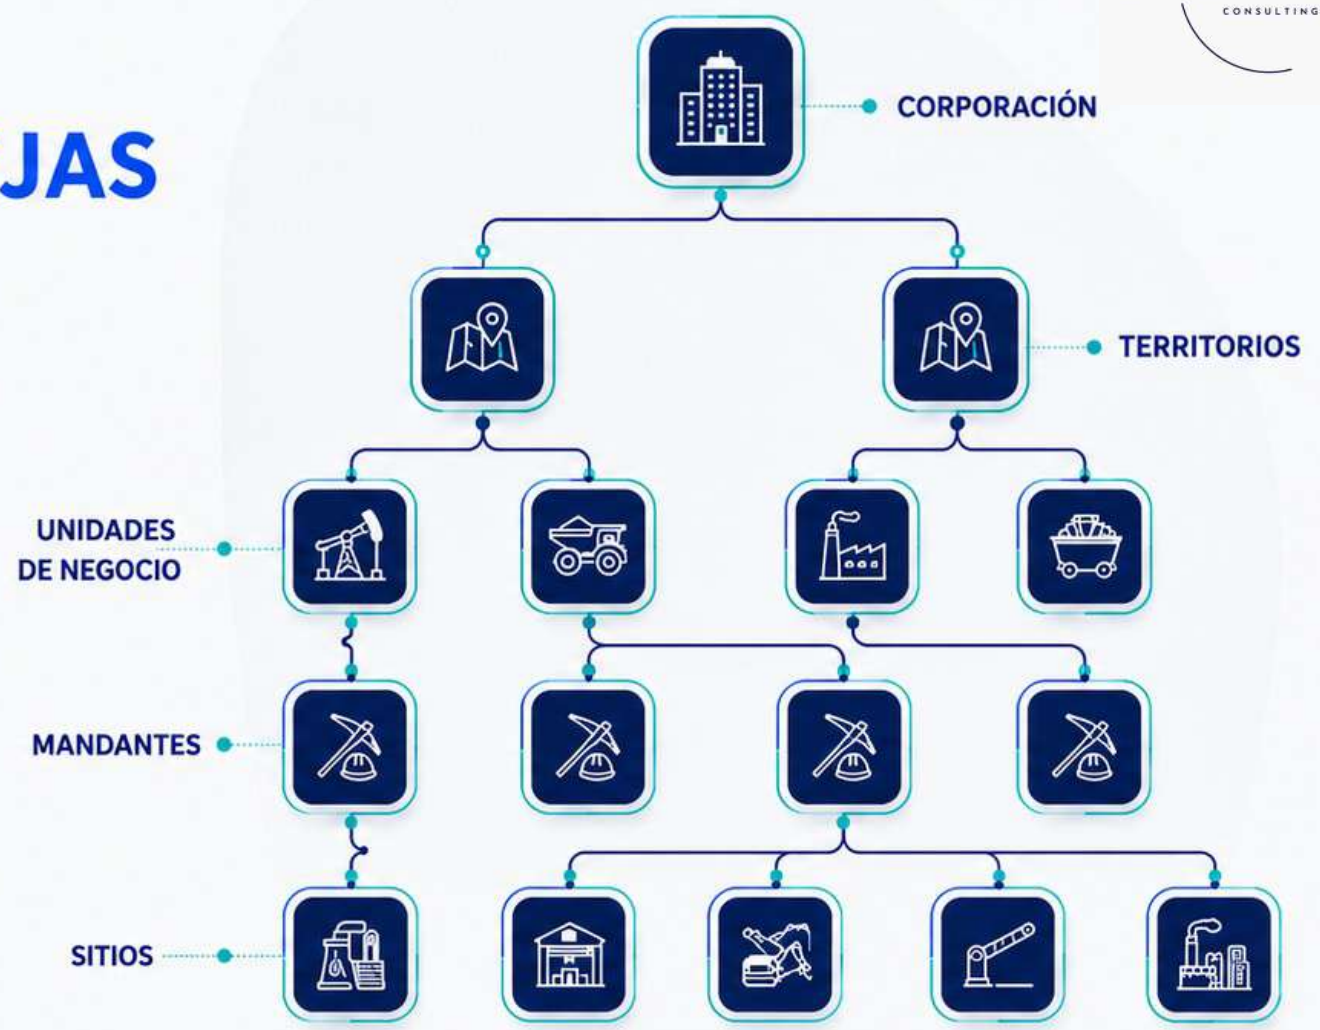 CONSULTING
CORPORACIÓN
JAS
TERRITORIOS
UNIDADES
DE NEGOCIO
MANDANTES
SITIOS